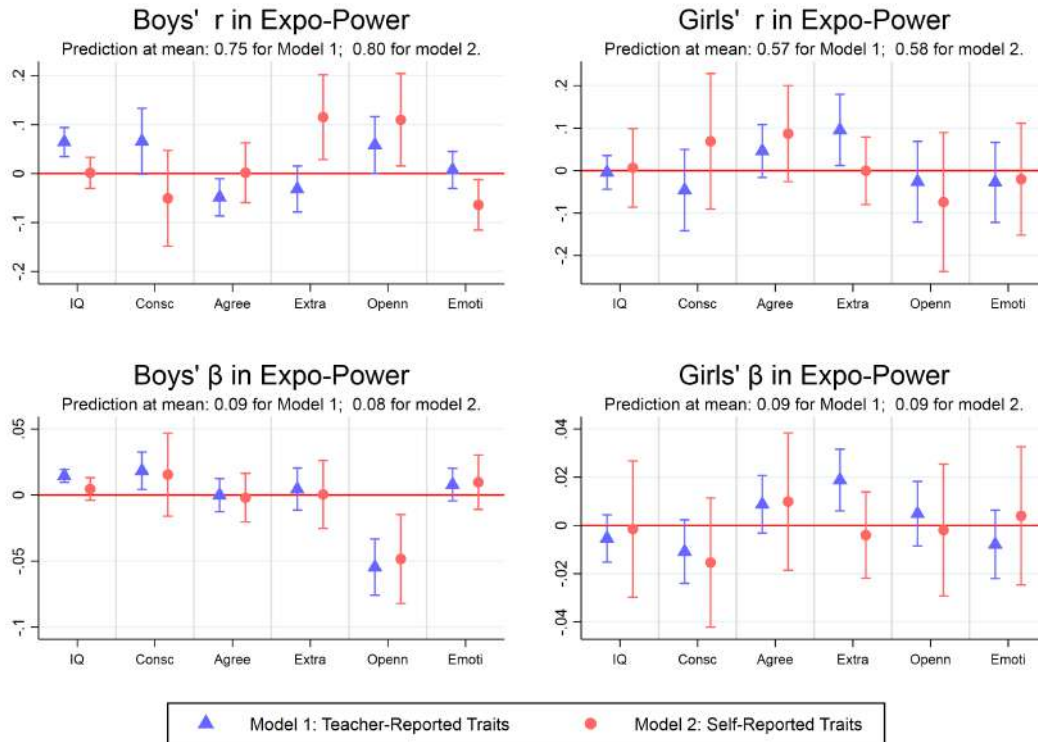 Boys' r in Expo-Power
Prediction at mean: 0.75 for Model 1; 0.80 for model 2.
.2
.1
0
-.1
-.2
IQ Consc Agree Extra Openn Emoti
Girls' r in Expo-Power
Prediction at mean: 0.57 for Model 1; 0.58 for model 2.
.2
.1
0
-.1
-.2
IQ Consc Agree Extra Openn Emoti
Boys' β in Expo-Power
Prediction at mean: 0.09 for Model 1; 0.08 for model 2.
.05
0
-.05
-.1
IQ Consc Agree Extra Openn Emoti
Girls' β in Expo-Power
Prediction at mean: 0.09 for Model 1; 0.09 for model 2.
.04
.02
0
-.02
-.04
IQ Consc Agree Extra Openn Emoti
Model 1: Teacher-Reported Traits Model 2: Self-Reported Traits